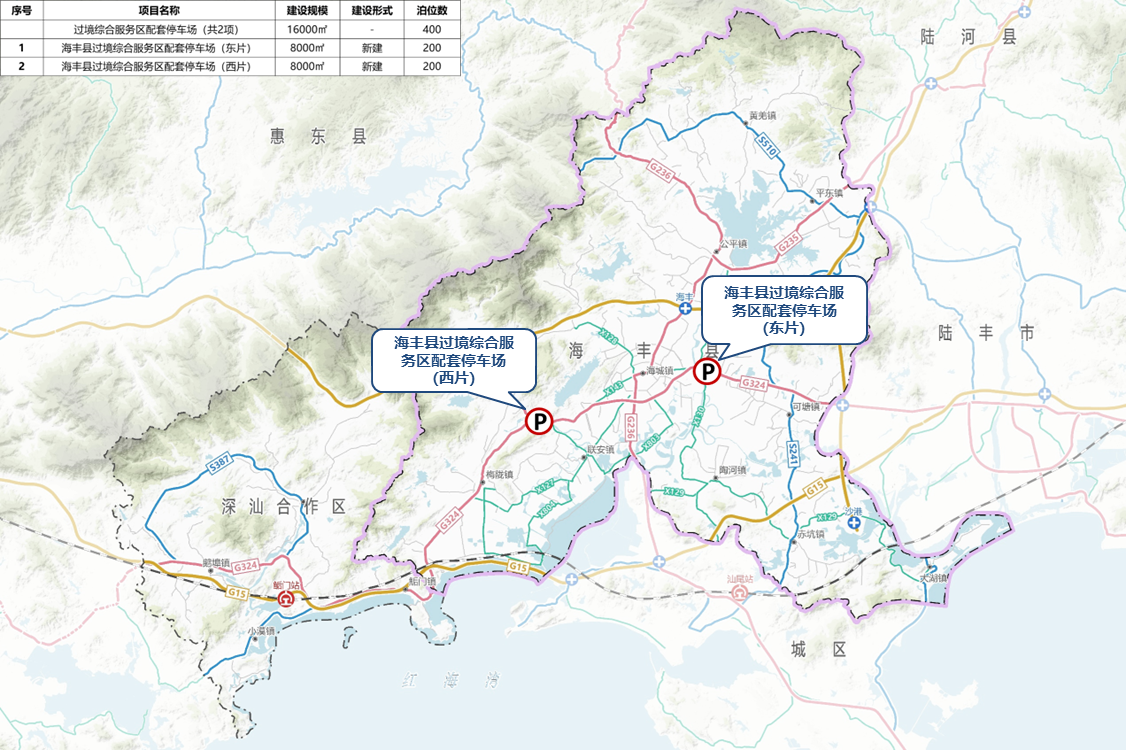 序号 项目名称 建设规模 建设形式 泊位数
过境综合服务区配套停车场（共2项） 16000㎡ - 400
1 海丰县过境综合服务区配套停车场（东片） 8000㎡ 新建 200
2 海丰县过境综合服务区配套停车场（西片） 8000㎡ 新建 200
陆河县
惠东县
黄羌镇
S510
G236
平东镇
公平镇
G235
海丰
海丰县过境综合服
务区配套停车场
(东片)
陆丰市
海丰县过境综合服
务区配套停车场
(西片)
X128
海丰县
海城镇
P
G324
X143
P
可塘镇
X130
G236
X803
S241
联安镇
梅陇镇
陶河镇
S387
X127
X129
G15
X804
深汕合作区
G324
沙港
X129
赤坑镇
鹅埠镇
G324
G15
鲘门站
鲘门镇
G15
汕尾站
大湖镇
小漠镇
城区
红海湾